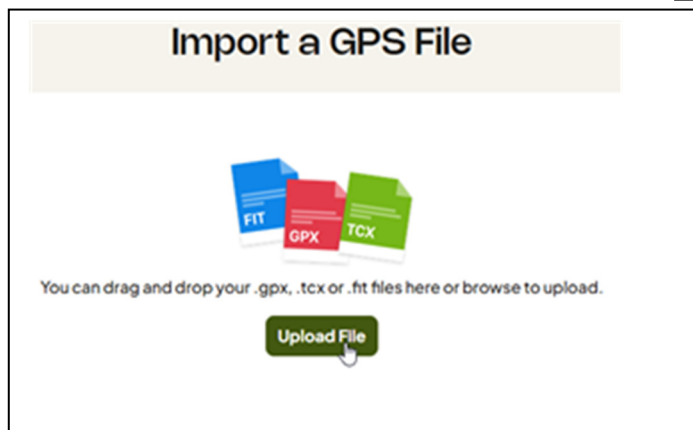 Import a GPS File
FIT
GPX
TCX
You can drag and drop your .gpx, .tcx or .fit files here or browse to upload.
Upload File